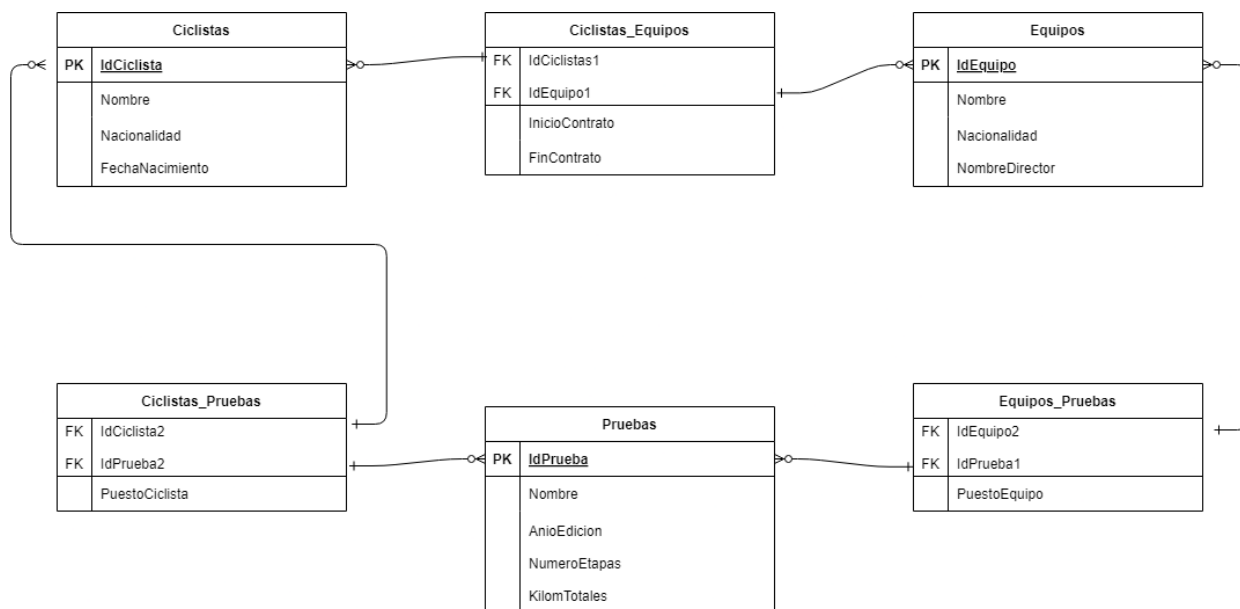 Ciclistas
PK IdCiclista
Nombre
Nacionalidad
FechaNacimiento
Ciclistas_Equipos
FK IdCiclistas1
FK IdEquipo1
InicioContrato
FinContrato
Equipos
PK IdEquipo
Nombre
Nacionalidad
NombreDirector
Ciclistas_Pruebas
FK IdCiclista2
FK IdPrueba2
PuestoCiclista
Pruebas
PK IdPrueba
Nombre
AnioEdicion
NumeroEtapas
KilomTotales
Equipos_Pruebas
FK IdEquipo2
FK IdPrueba1
PuestoEquipo